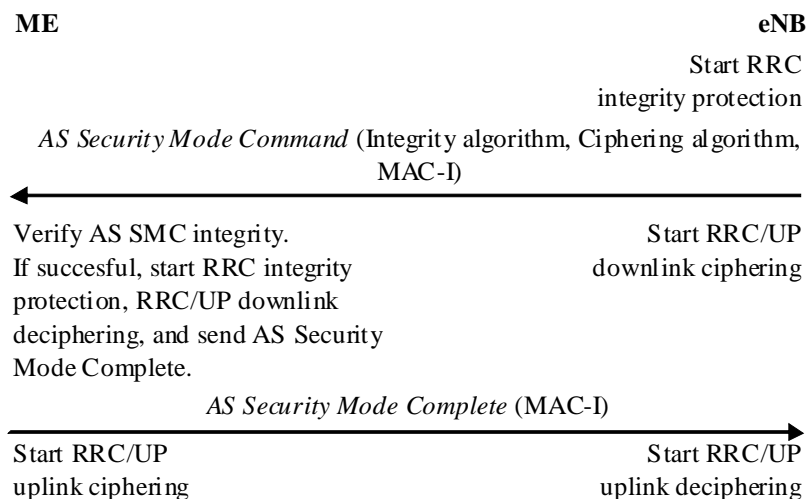 ME eNB
Start RRC
integrity protection
AS Security Mode Command (Integrity algorithm, Ciphering algorithm,
MAC-I)
Verify AS SMC integrity.
If succesful, start RRC integrity
protection, RRC/UP downlink
deciphering, and send AS Security
Mode Complete.
Start RRC/UP
downlink ciphering
AS Security Mode Complete (MAC-I)
Start RRC/UP
uplink ciphering
Start RRC/UP
uplink deciphering